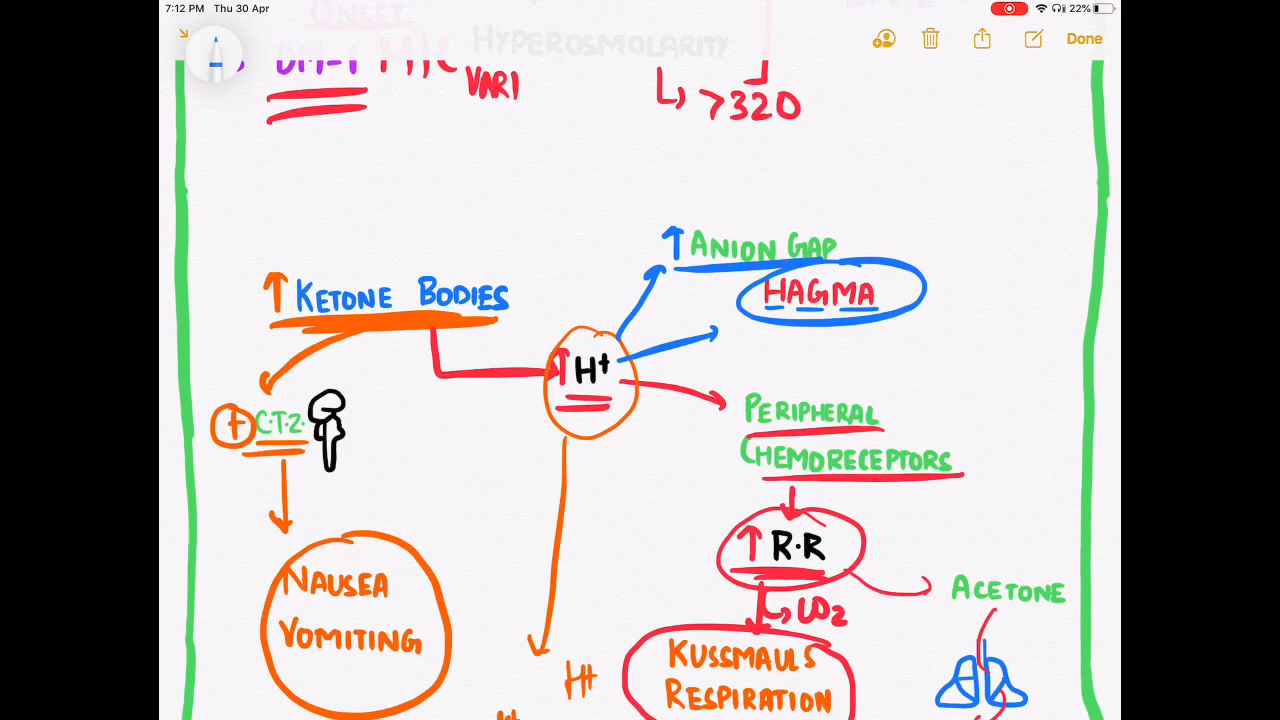 7:12 PM Thu 30 Apr
22%
Done
ONSET
HYPEROSMOLARITY
DM-1
VARI
>320
↑ ANION GAP
HAGMA
↑ KETONE BODIES
↑ H+
+ C.T.Z.
PERIPHERAL
CHEMORECEPTORS
↑ R.R
CO2
NAUSEA
VOMITING
ACETONE
KUSSMAULS
RESPIRATION
H+